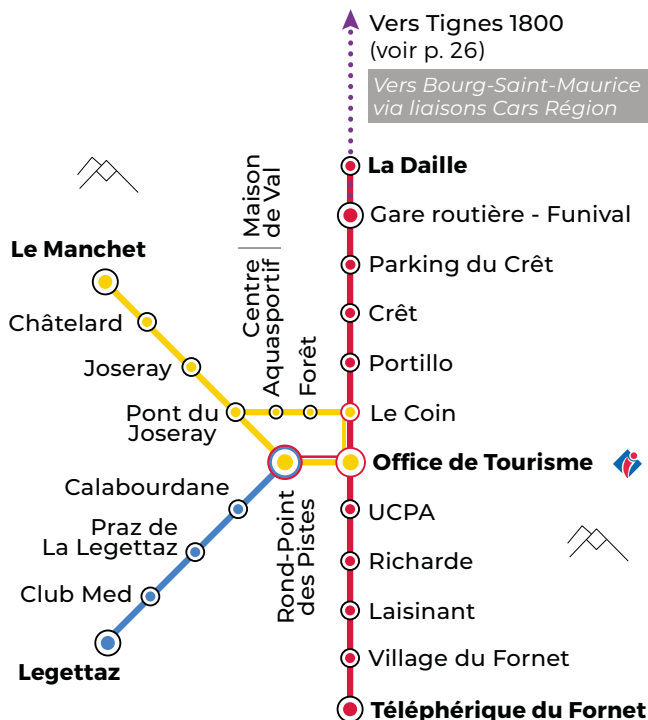 Vers Tignes 1800
(voir p. 26)
Vers Bourg-Saint-Maurice
via liaisons Cars Région
La Daille
Gare routière - Funival
Parking du Crêt
Crêt
Portillo
Le Coin
Office de Tourisme
UCPA
Richarde
Laisinant
Village du Fornet
Téléphérique du Fornet
Maison
de Val
Centre
Aquasportif
Forêt
Le Manchet
Châtelard
Joseray
Pont du
Joseray
Rond-Point
des Pistes
Calabourdane
Praz de
La Legettaz
Club Med
Legettaz